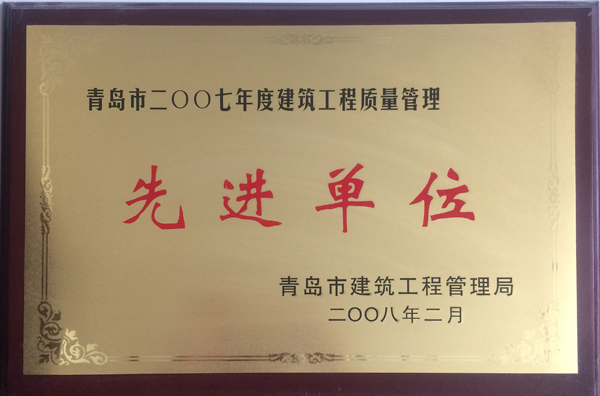 青岛市二〇〇七年度建筑工程质量管理
先进单位
青岛市建筑工程管理局
二〇〇八年二月